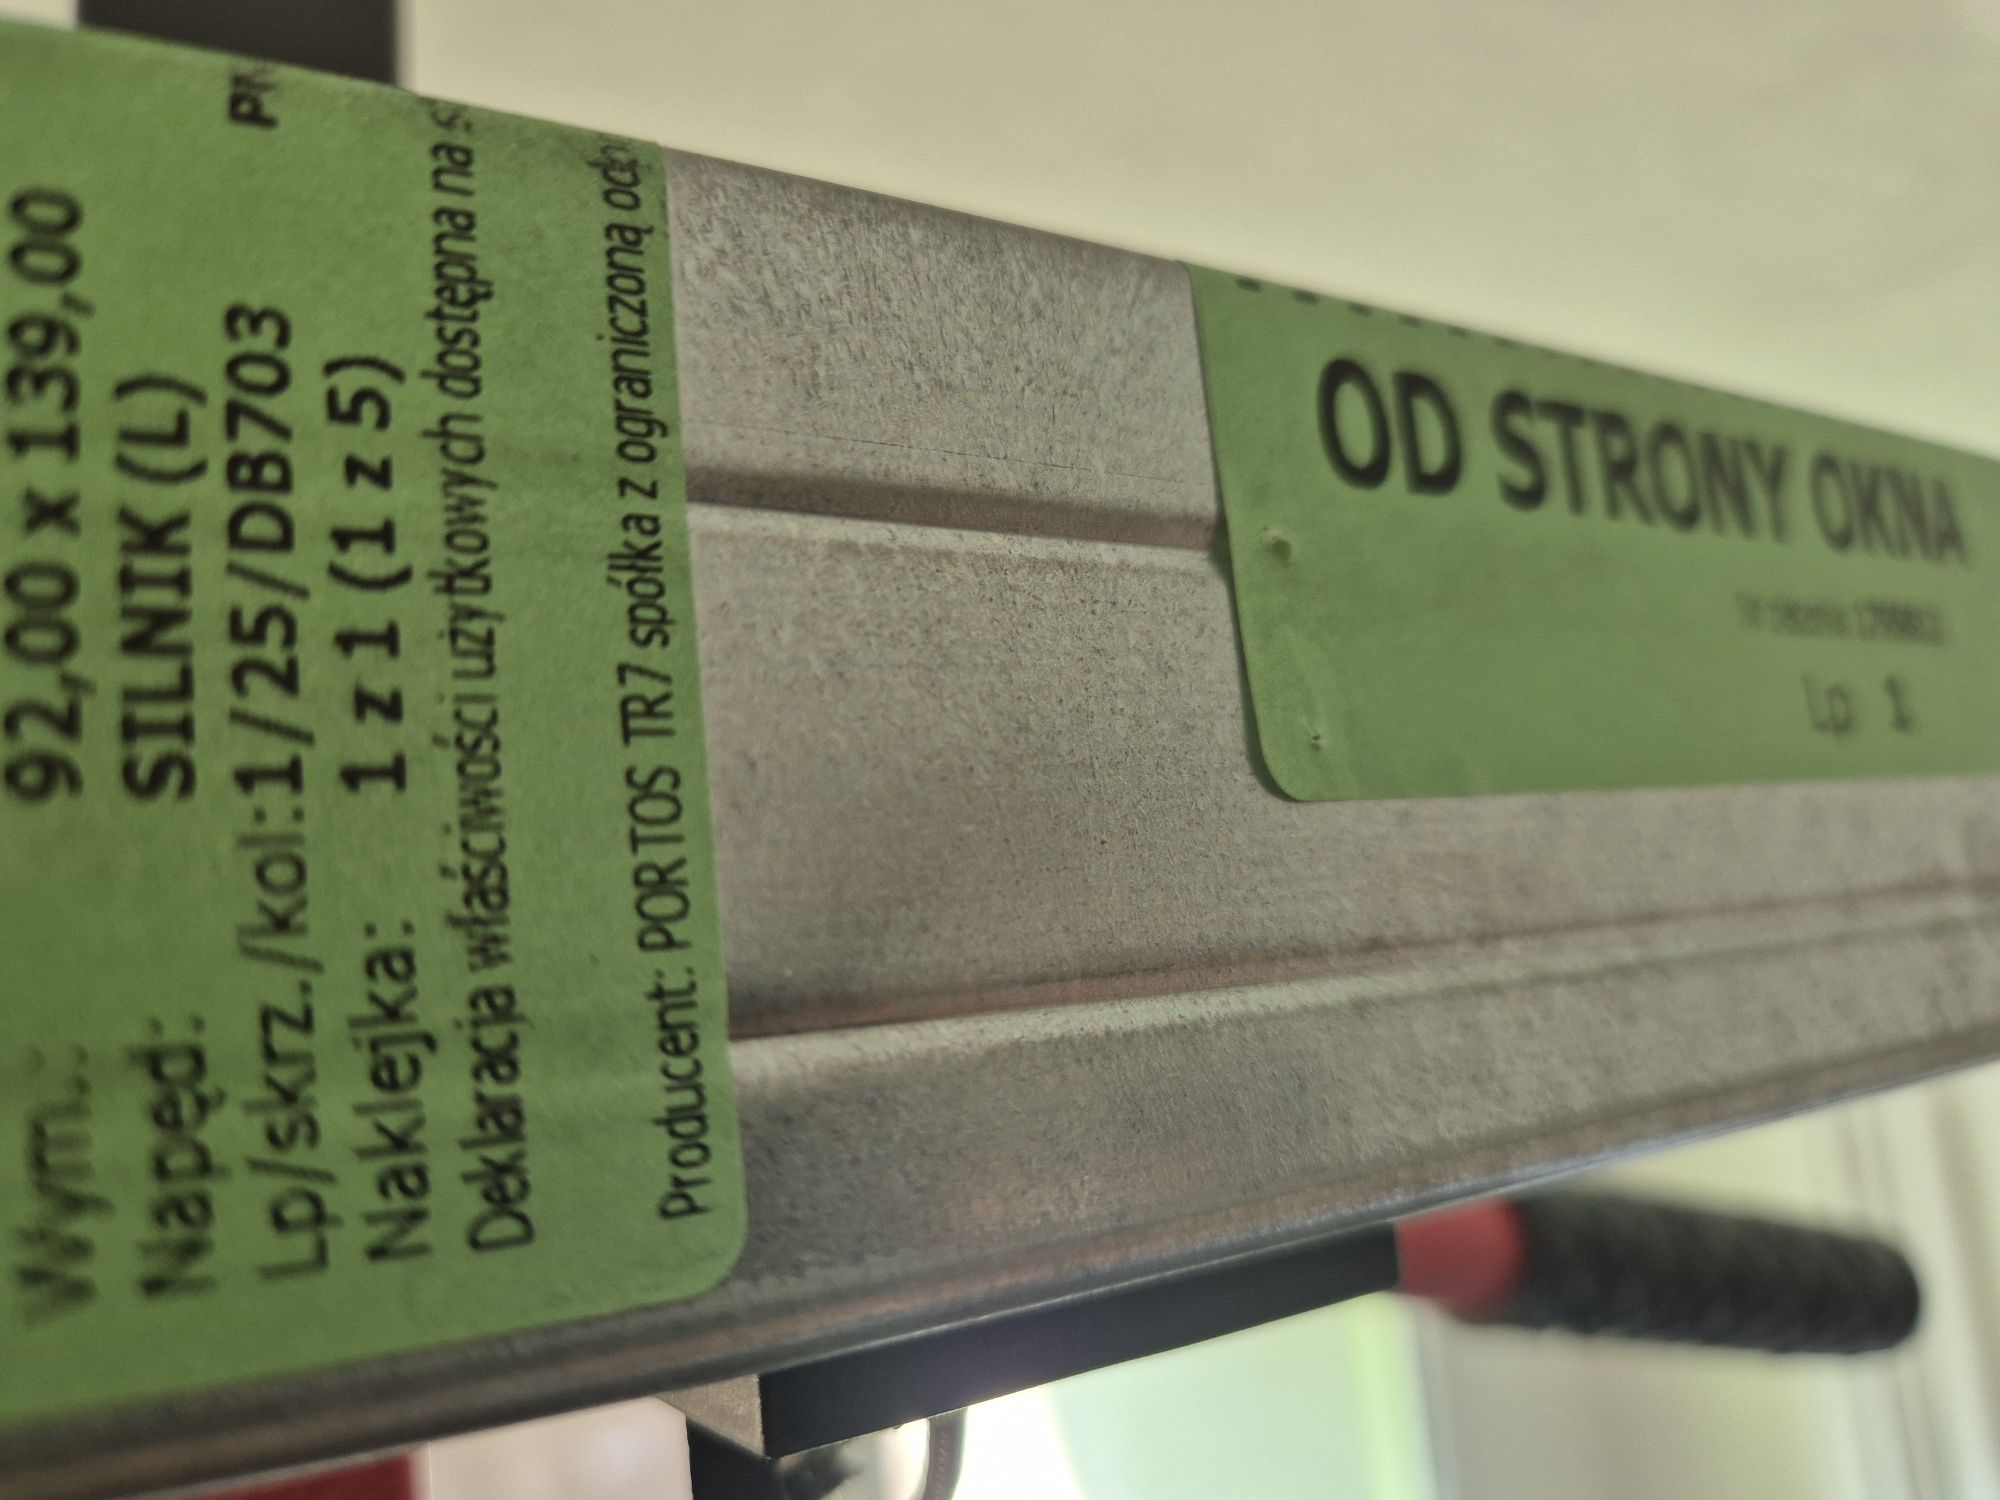 Wym.: 92,00 x 139,00
Napęd: SILNIK (L)
Lp/skrz./kol:1/25/DB703
Naklejka: 1 z 1 (1 z 5)
Deklaracja właściwości użytkowych dostępna na
Producent: PORTOS TR7 spółka z ograniczoną
OD STRONY OKNA
Lp 1